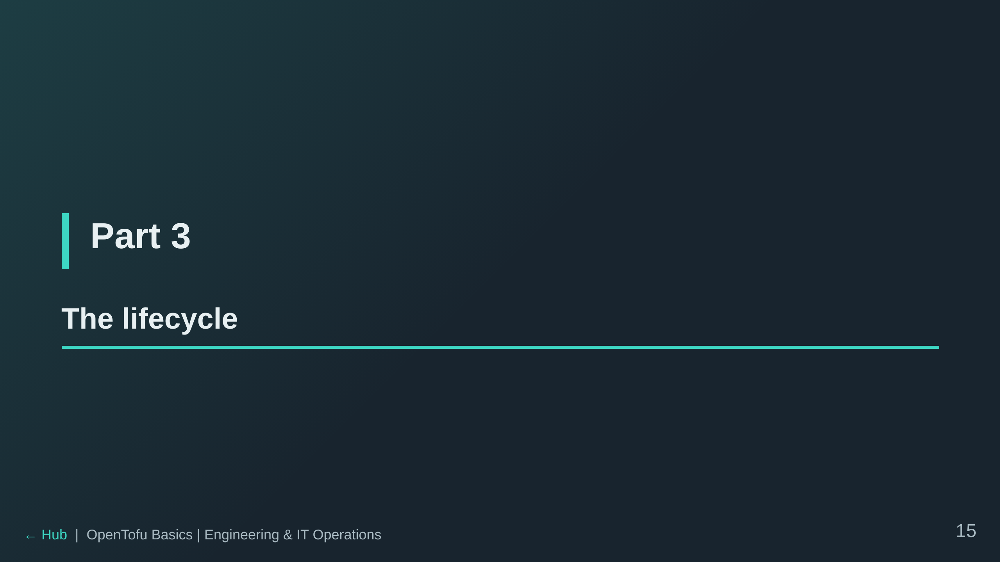 Part 3
The lifecycle
← Hub | OpenTofu Basics | Engineering & IT Operations
15